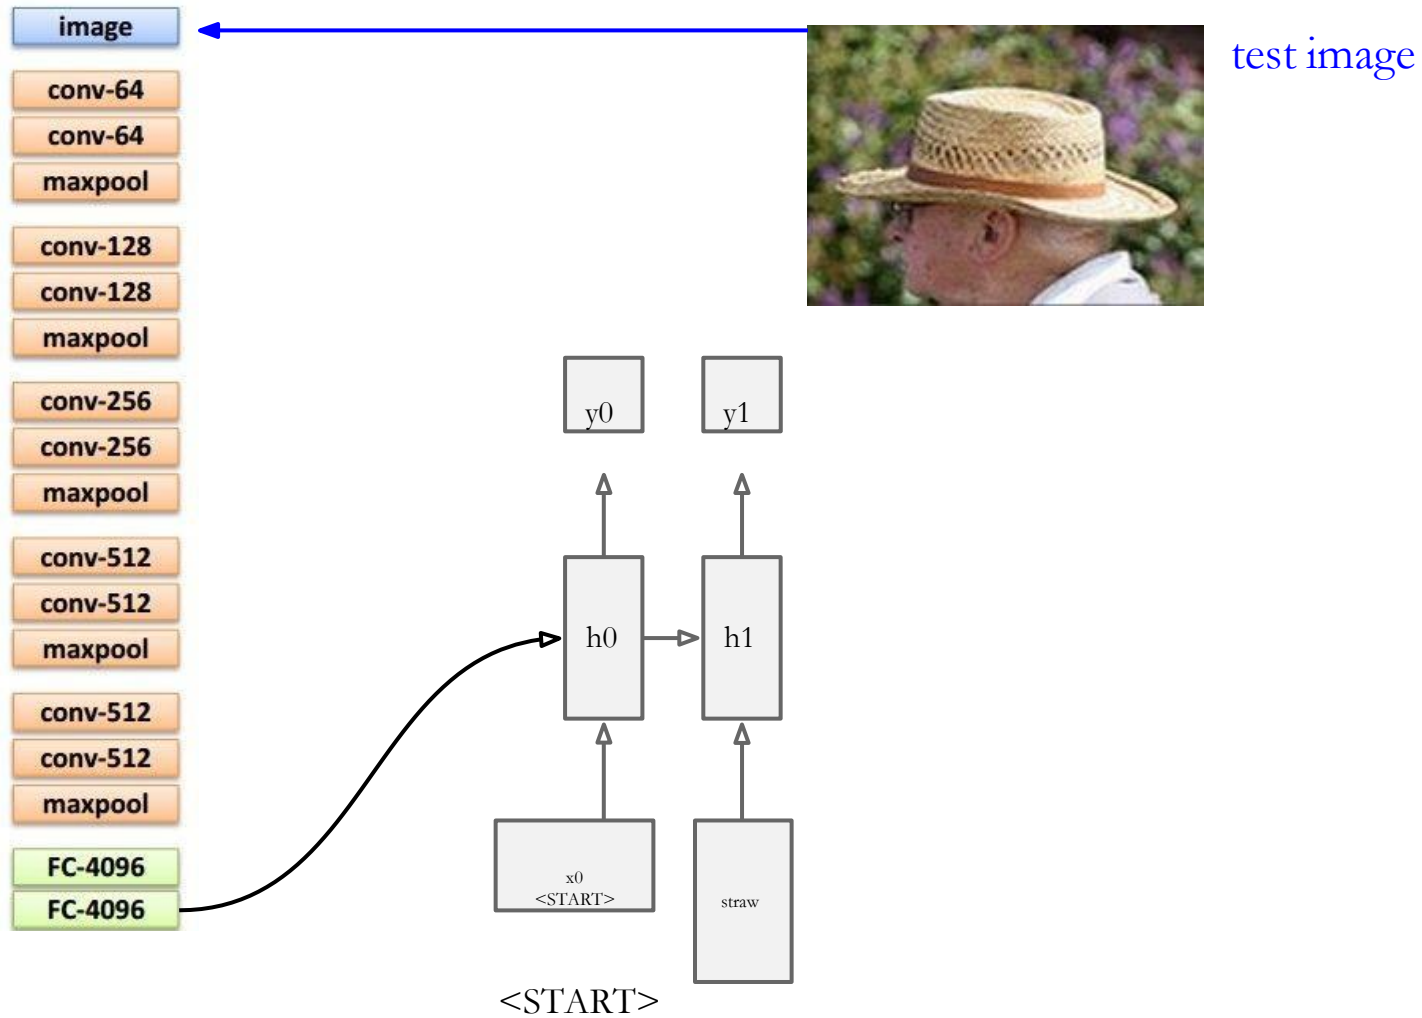 image
test image
conv-64
conv-64
maxpool
conv-128
conv-128
maxpool
conv-256
conv-256
maxpool
conv-512
conv-512
maxpool
conv-512
conv-512
maxpool
FC-4096
FC-4096
y0
y1
h0
h1
x0
<START>
straw
<START>